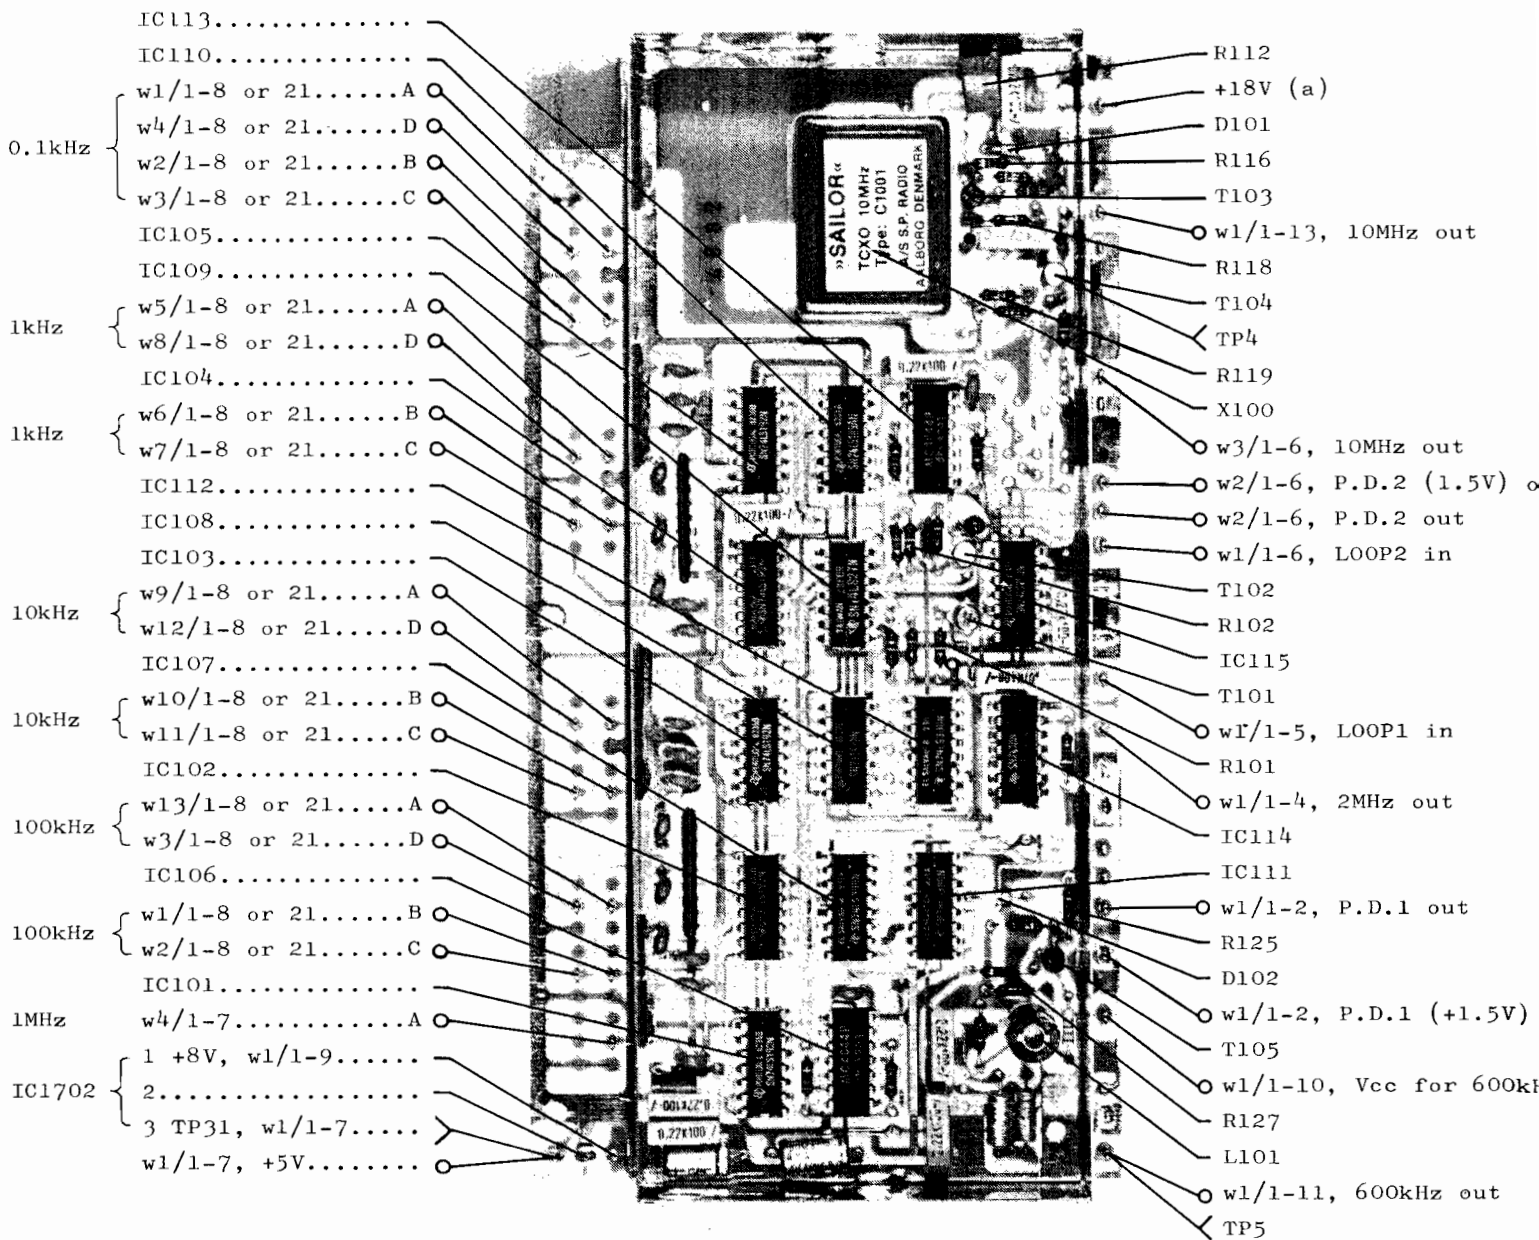 IC113..............
IC110.............
0.1kHz
w1/1-8 or 21......A
w4/1-8 or 21......D
w2/1-8 or 21......B
w3/1-8 or 21......C
IC105..............
IC109.............
1kHz
w5/1-8 or 21......A
w8/1-8 or 21......D
IC104..............
1kHz
w6/1-8 or 21......B
w7/1-8 or 21......C
IC112..............
IC108..............
IC103.............
10kHz
w9/1-8 or 21......A
w12/1-8 or 21.....D
IC107..............
10kHz
w10/1-8 or 21.....B
w11/1-8 or 21.....C
IC102..............
100kHz
w13/1-8 or 21.....A
w3/1-8 or 21......D
IC106..............
100kHz
w1/1-8 or 21......B
w2/1-8 or 21......C
IC101..............
1MHz
w4/1-7............A
IC1702
1 +8V, w1/1-9.....
2.................
3 TP31, w1/1-7.....
w1/1-7, +5V........
»SAILOR«
TCXO 10MHz
Type: C1001
A/S S.P. RADIO
AALBORG DENMARK
0.22K100-/
0.22K100-/
0.22K100-/
0.22K100/
R112
+18V (a)
D101
R116
T103
w1/1-13, 10MHz out
R118
T104
TP4
R119
X100
w3/1-6, 10MHz out
w2/1-6, P.D.2 (1.5V)
w2/1-6, P.D.2 out
w1/1-6, LOOP2 in
T102
R102
IC115
T101
w1/1-5, LOOP1 in
R101
w1/1-4, 2MHz out
IC114
IC111
w1/1-2, P.D.1 out
R125
D102
w1/1-2, P.D.1 (+1.5V)
T105
w1/1-10, Vcc for
R127
L101
w1/1-11, 600kHz out
TP5